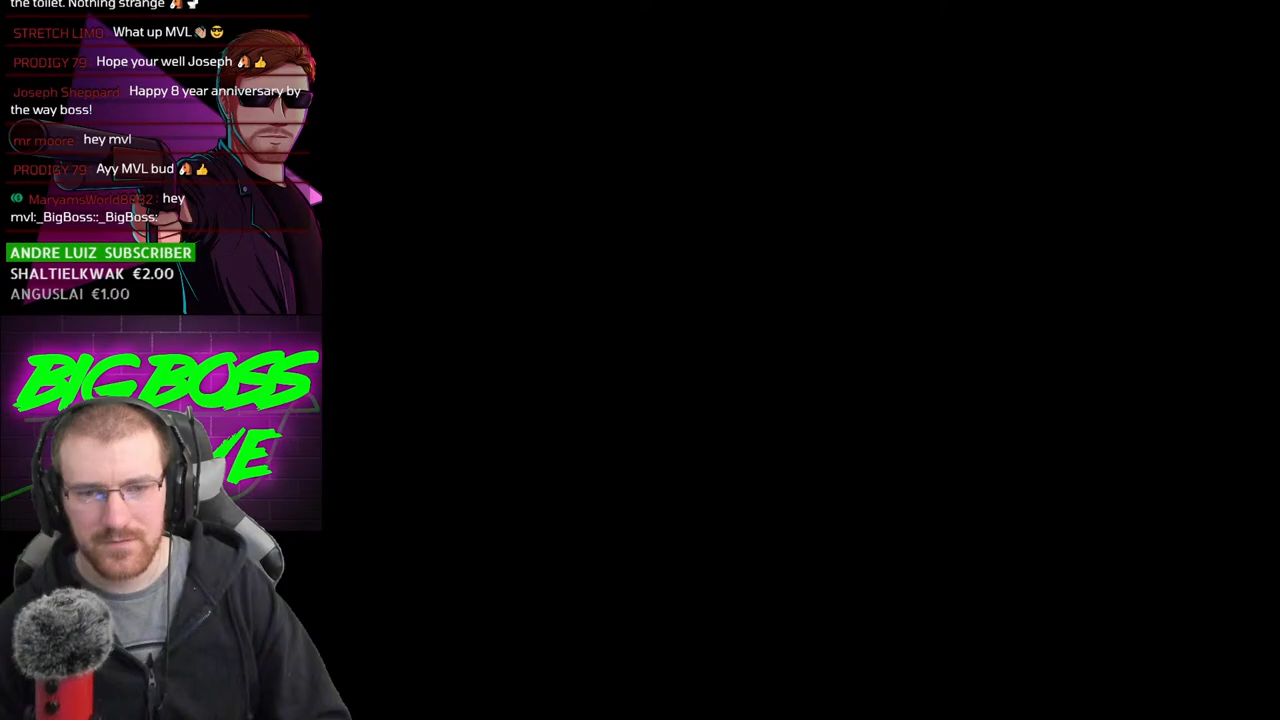 the toilet. Nothing strange
STRETCH LIMO What up MVL 👋🏽 😎
PRODIGY 79 Hope your well Joseph 👍
Joseph Sheppard Happy 8 year anniversary by
the way boss!
mr moore hey mvl
PRODIGY 79 Ayy MVL bud 👍
hey
mvl:_BigBoss::_BigBoss:
ANDRE LUIZ SUBSCRIBER
SHALTIELKWAK €2.00
ANGUSLAI €1.00
BIG BOSS